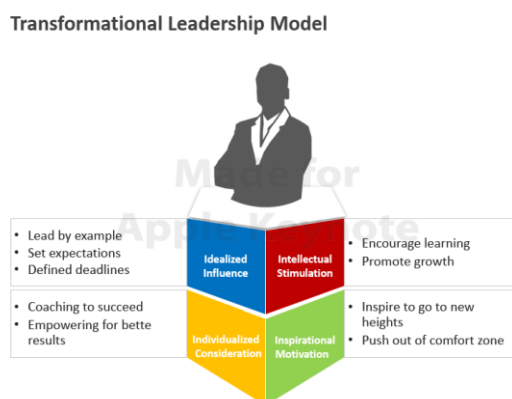 Transformational Leadership Model
Made for
Apple Keynote
• Lead by example
• Set expectations
• Defined deadlines
Idealized
Influence
Intellectual
Stimulation
• Encourage learning
• Promote growth
• Coaching to succeed
• Empowering for bette
results
Individualized
Consideration
Inspirational
Motivation
• Inspire to go to new
heights
• Push out of comfort zone